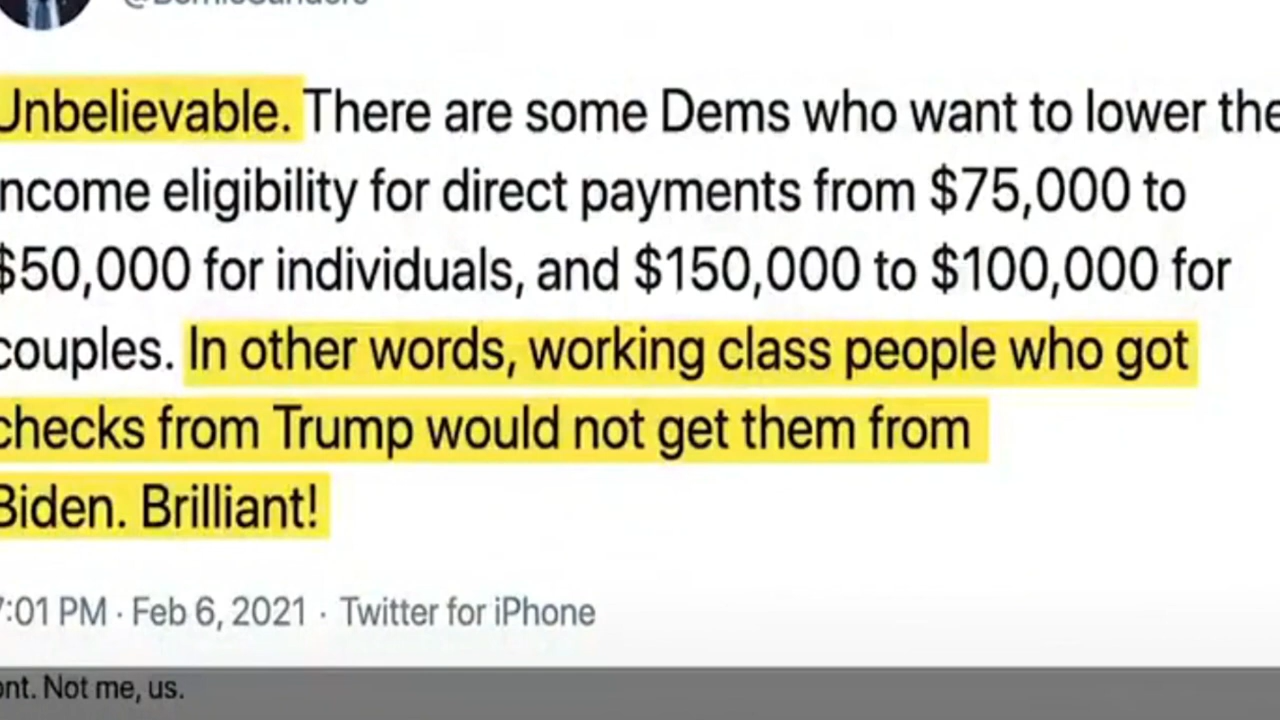 @BernieSanders
Unbelievable. There are some Dems who want to lower the
income eligibility for direct payments from $75,000 to
$50,000 for individuals, and $150,000 to $100,000 for
couples. In other words, working class people who got
checks from Trump would not get them from
Biden. Brilliant!
7:01 PM · Feb 6, 2021 · Twitter for iPhone
ont. Not me, us.